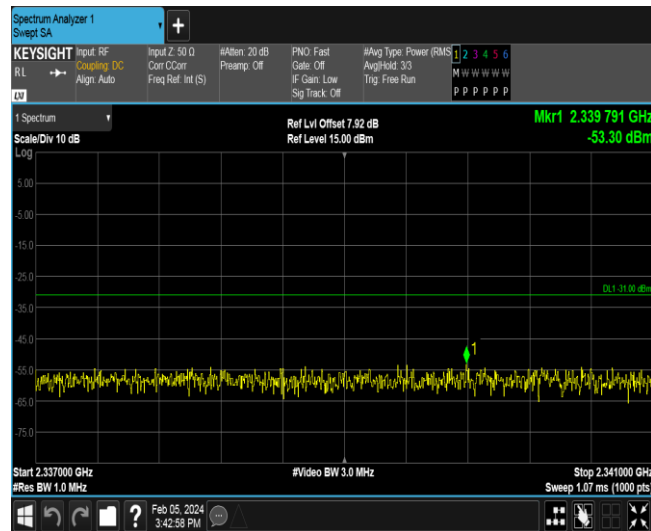 Spectrum Analyzer 1
Swept SA
+
KEYSIGHT
RL
LXI
Input: RF
Coupling: DC
Align: Auto
Input Z: 50 Ω
Corr CCorr
Freq Ref: Int (S)
#Atten: 20 dB
Preamp: Off
PNO: Fast
Gate: Off
IF Gain: Low
Sig Track: Off
#Avg Type: Power (RMS
Avg|Hold: 3/3
Trig: Free Run
1 2 3 4 5 6
M W W W W W
P P P P P P
1 Spectrum
Scale/Div 10 dB
Log
Ref Lvl Offset 7.92 dB
Ref Level 15.00 dBm
Mkr1 2.339 791 GHz
-53.30 dBm
5.00
-5.00
-15.0
-25.0
DL1 -31.00 dBm
-35.0
-45.0
1
-55.0
-65.0
-75.0
Start 2.337000 GHz
#Res BW 1.0 MHz
#Video BW 3.0 MHz
Stop 2.341000 GHz
Sweep 1.07 ms (1000 pts)
?
Feb 05, 2024
3:42:58 PM